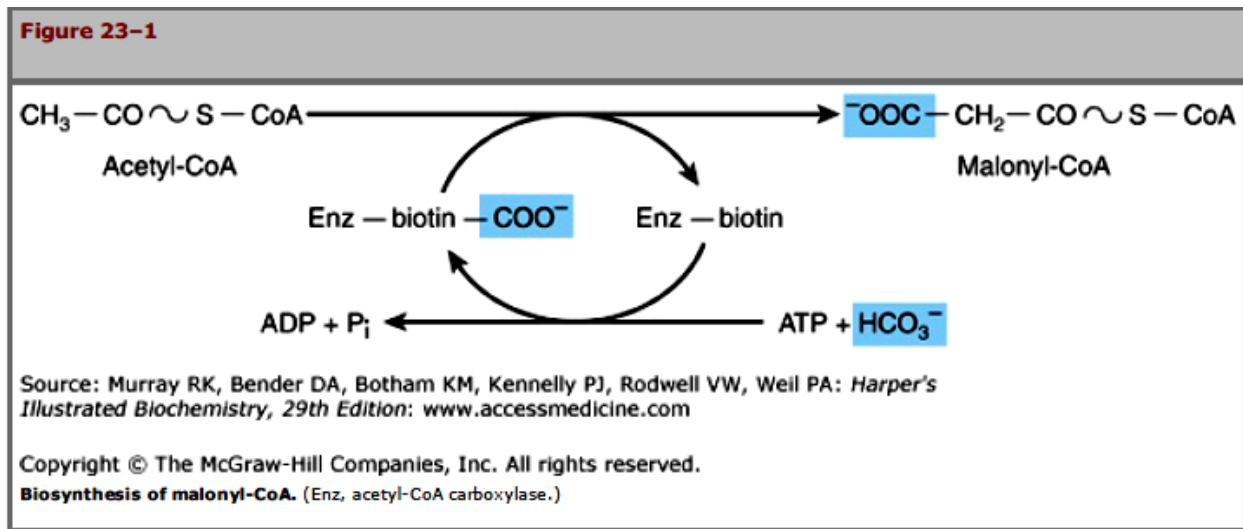 Figure 23–1
CH₃ — CO ~ S — CoA
⁻OOC — CH₂ — CO ~ S — CoA
Acetyl-CoA
Malonyl-CoA
Enz — biotin — COO⁻
Enz — biotin
ADP + Pᵢ
ATP + HCO₃⁻
Source: Murray RK, Bender DA, Botham KM, Kennelly PJ, Rodwell VW, Weil PA: Harper's
Illustrated Biochemistry, 29th Edition: www.accessmedicine.com
Copyright © The McGraw-Hill Companies, Inc. All rights reserved.
Biosynthesis of malonyl-CoA. (Enz, acetyl-CoA carboxylase.)